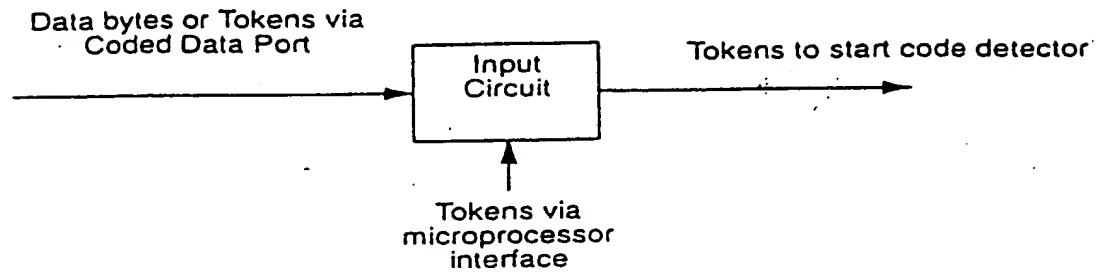 Data bytes or Tokens via
Coded Data Port
Input
Circuit
Tokens to start code detector
Tokens via
microprocessor
interface